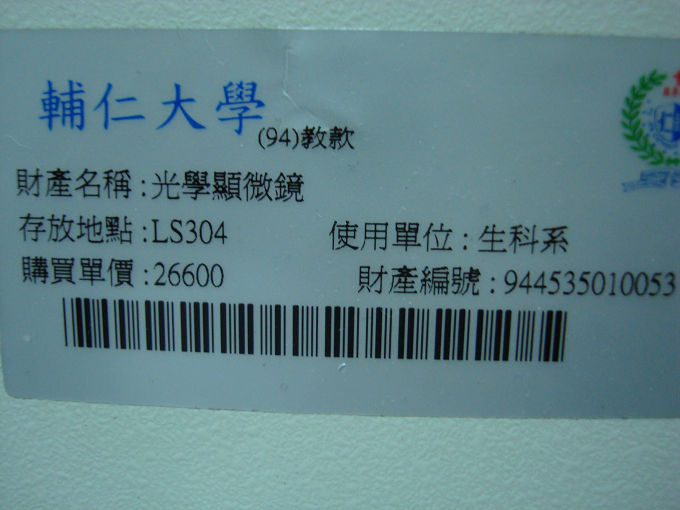 輔仁大學
(94)教款
財產名稱:光學顯微鏡
存放地點:LS304 使用單位:生科系
購買單價:26600 財產編號:944535010053